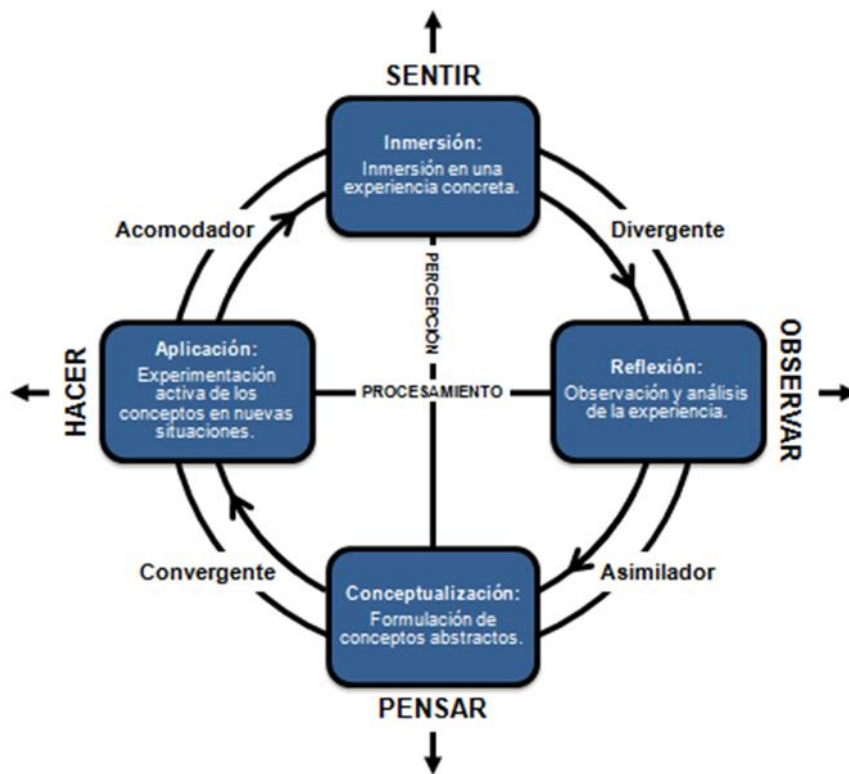 SENTIR
Inmersión:
Inmersión en una
experiencia concreta.
Acomodador
Divergente
PERCEPCIÓN
HACER
Aplicación:
Experimentación
activa de los
conceptos en nuevas
situaciones.
PROCESAMIENTO
Reflexión:
Observación y análisis
de la experiencia.
OBSERVAR
Convergente
Asimilador
Conceptualización:
Formulación de
conceptos abstractos.
PENSAR